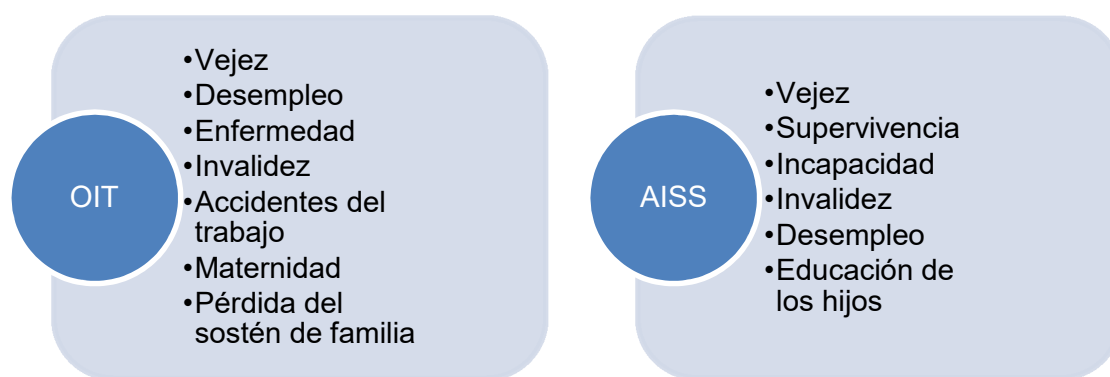 OIT
•Vejez
•Desempleo
•Enfermedad
•Invalidez
•Accidentes del
trabajo
•Maternidad
•Pérdida del
sostén de familia
AISS
•Vejez
•Supervivencia
•Incapacidad
•Invalidez
•Desempleo
•Educación de
los hijos